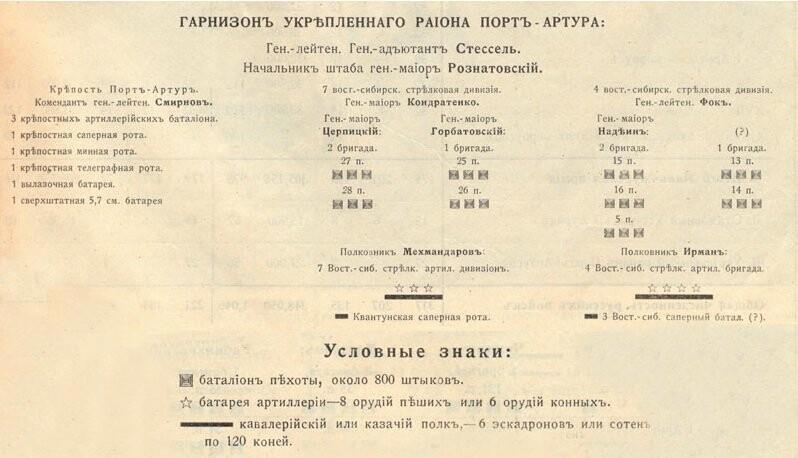 ГАРНИЗОНЪ УКРѢПЛЕННАГО РАІОНА ПОРТЪ-АРТУРА:
Ген.-лейтен. Ген.-адъютантъ Стессель.
Начальникъ штаба ген.-маіоръ Рознатовскій.
Крѣпость Портъ-Артуръ.
Комендантъ ген.-лейтен. Смирновъ.
3 крѣпостныхъ артиллерійскихъ баталіона.
1 крѣпостная саперная рота.
1 крѣпостная минная рота.
1 крѣпостная телеграфная рота.
1 вылазочная батарея.
1 сверхштатная 5,7 см. батарея
7 вост.-сибирск. стрѣлковая дивизія.
Ген.-маіоръ Кондратенко.
Ген.-маіоръ Церпицкій:
2 бригада.
27 п.
28 п.
Ген.-маіоръ Горбатовскій:
1 бригада.
25 п.
26 п.
Полковникъ Мехмандаровъ:
7 Вост.-сиб. стрѣлк. артил. дивизіонъ.
☆☆☆
Квантунская саперная рота.
4 вост.-сибирск. стрѣлковая дивизія.
Ген.-лейтен. Фокъ.
Ген.-маіоръ Надѣинъ:
2 бригада.
15 п.
16 п.
5 п.
(?)
1 бригада.
13 п.
14 п.
Полковникъ Ирманъ:
4 Вост.-сиб. стрѣлк. артил. бригада.
☆☆☆☆
3 Вост.-сиб. саперный батал. (?).
Условные знаки:
баталіонъ пѣхоты, около 800 штыковъ.
☆ батарея артиллеріи—8 орудій пѣшихъ или 6 орудій конныхъ.
кавалерійскій или казачій полкъ,—6 эскадроновъ или сотенъ
по 120 коней.